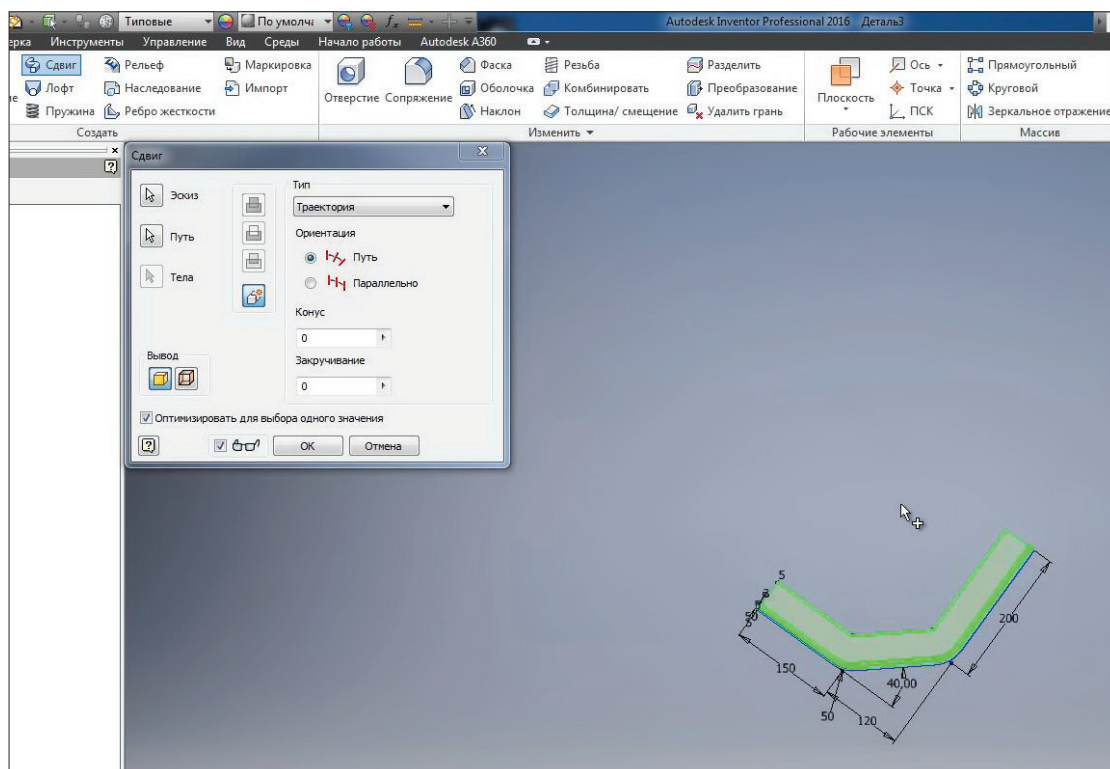 Типовые По умолч Autodesk Inventor Professional 2016 Деталь3
Инструменты Управление Вид Среды Начало работы Autodesk A360
Сдвиг Рельеф Маркировка Фаска Резьба Разделить Ось Прямоугольный
Лофт Наследование Импорт Отверстие Сопряжение Оболочка Комбинировать Преобразование Плоскость Точка Круговой
Пружина Ребро жесткости Наклон Толщина/ смещение Удалить грань ПСК Зеркальное отражение
Создать Изменить Рабочие элементы Массив
Сдвиг
Эскиз
Путь
Тела
Вывод
Тип
Траектория
Ориентация
Путь
Параллельно
Конус
0
Закручивание
0
Оптимизировать для выбора одного значения
ОК Отмена
5
200
150
40,00
50
120